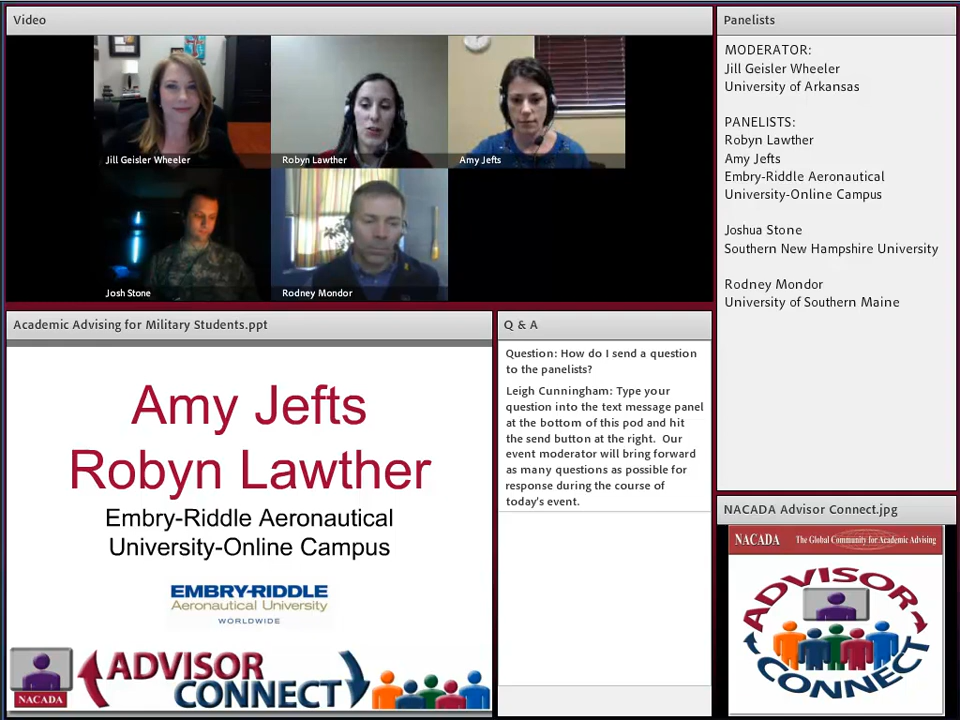 Video
Jill Geisler Wheeler
Robyn Lawther
Amy Jefts
Josh Stone
Rodney Mondor
Panelists
MODERATOR:
Jill Geisler Wheeler
University of Arkansas
PANELISTS:
Robyn Lawther
Amy Jefts
Embry-Riddle Aeronautical
University-Online Campus
Joshua Stone
Southern New Hampshire University
Rodney Mondor
University of Southern Maine
Academic Advising for Military Students.ppt
Amy Jefts
Robyn Lawther
Embry-Riddle Aeronautical
University-Online Campus
EMBRY-RIDDLE
Aeronautical University
WORLDWIDE
NACADA
ADVISOR
CONNECT
Q & A
Question: How do I send a question
to the panelists?
Leigh Cunningham: Type your
question into the text message panel
at the bottom of this pod and hit
the send button at the right. Our
event moderator will bring forward
as many questions as possible for
response during the course of
today's event.
NACADA Advisor Connect.jpg
NACADA The Global Community for Academic Advising
ADVISOR
CONNECT